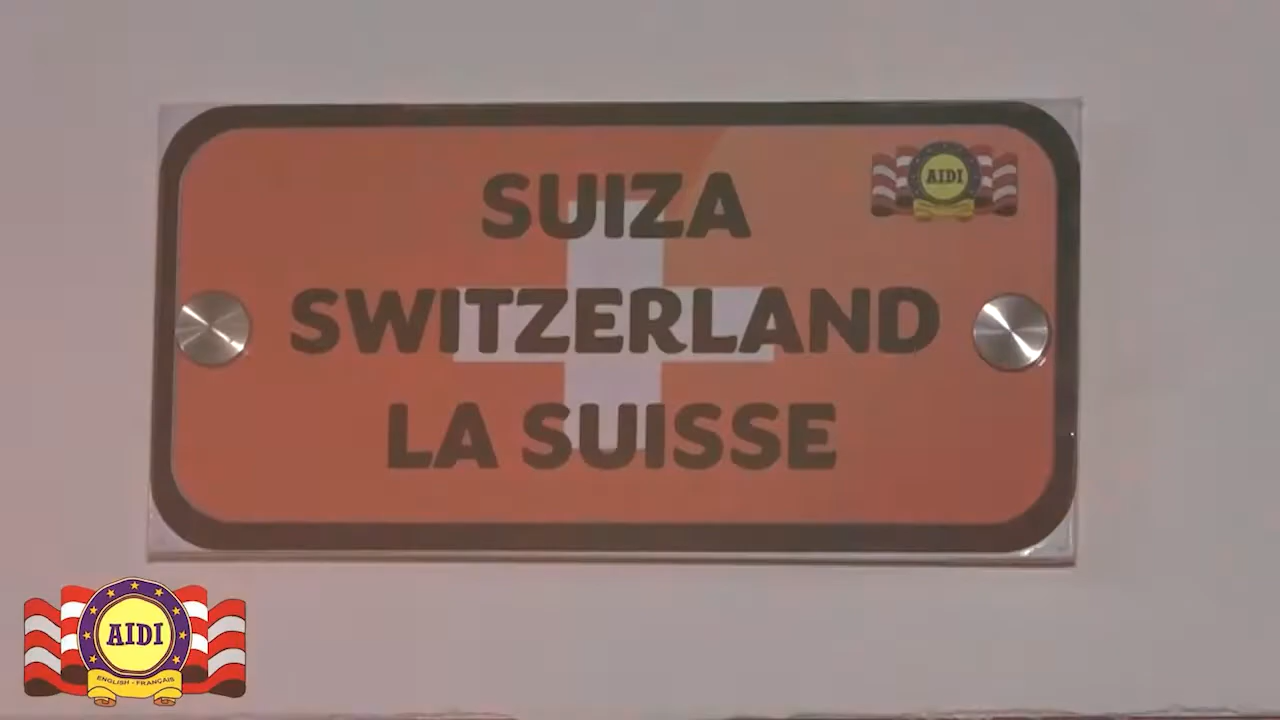 SUIZA
AIDI
SWITZERLAND
LA SUISSE
AIDI
ENGLISH - FRANÇAIS